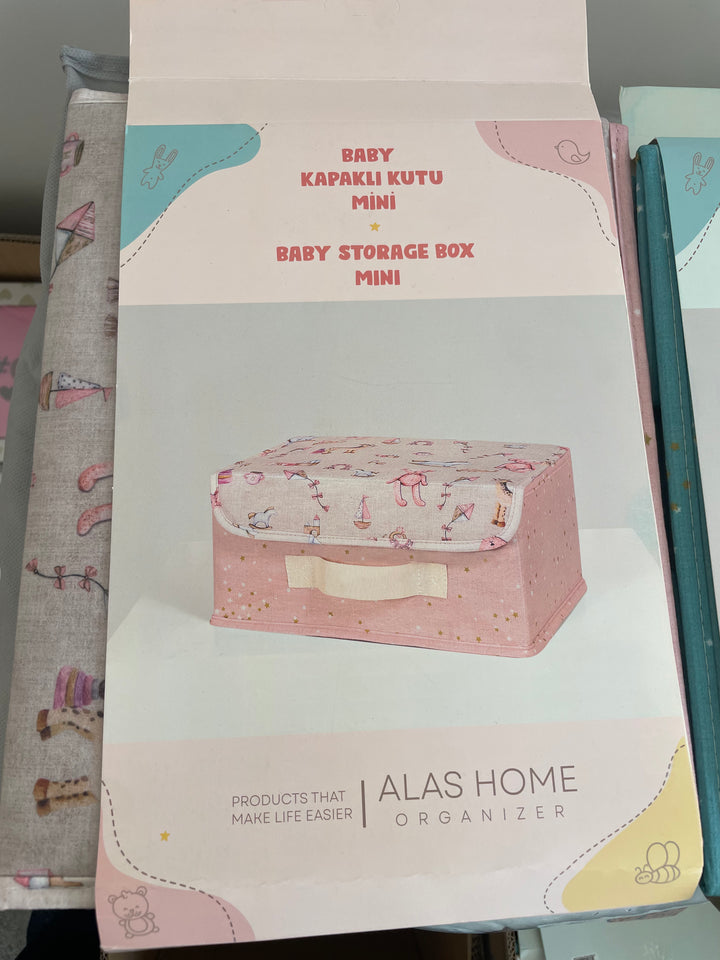 BABY
KAPAKLI KUTU
MİNİ
BABY STORAGE BOX
MINI
PRODUCTS THAT
MAKE LIFE EASIER
ALAS HOME
ORGANIZER